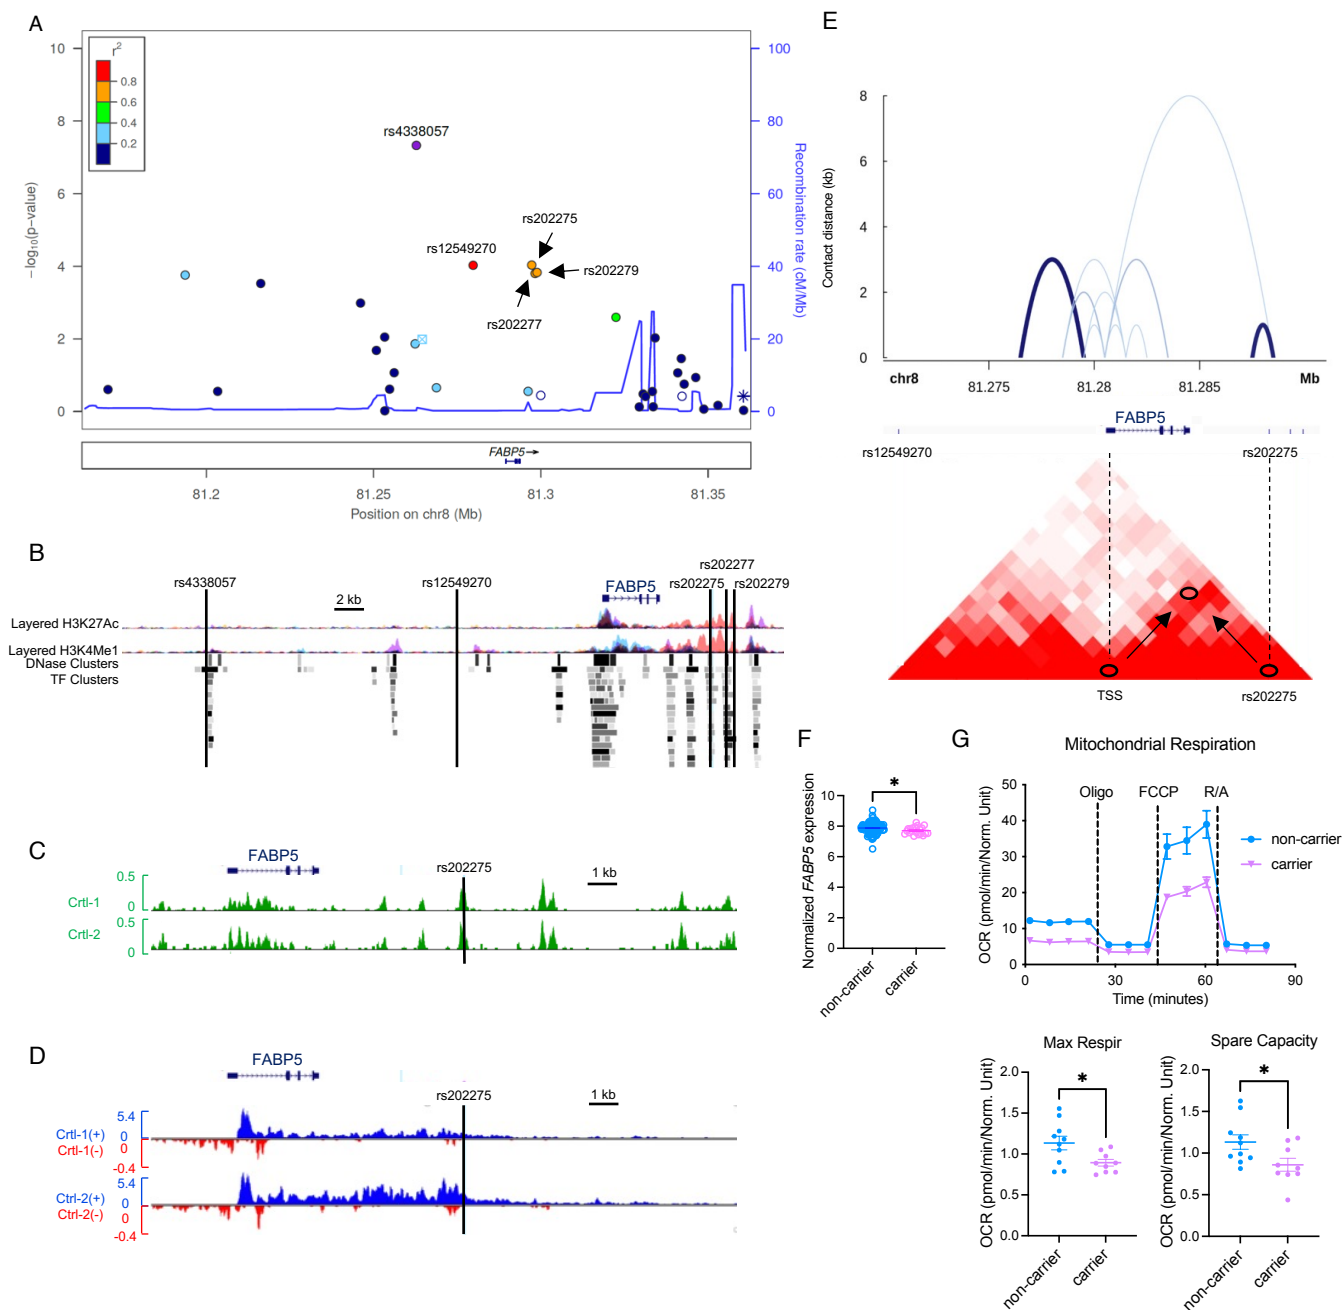 A
r²
0.8
0.6
0.4
0.2
10
8
6
4
2
0
−log₁₀(p−value)
100
80
60
40
20
0
Recombination rate (cM/Mb)
rs4338057
rs202275
rs12549270
rs202279
rs202277
FABP5
81.2
81.25
81.3
81.35
Position on chr8 (Mb)
B
rs4338057
2 kb
rs12549270
FABP5
rs202277
rs202275
rs202279
Layered H3K27Ac
Layered H3K4Me1
DNase Clusters
TF Clusters
C
FABP5
rs202275
1 kb
0.5
Crtl-1
0
0.5
Crtl-2
0
D
FABP5
rs202275
1 kb
5.4
Crtl-1(+)
0
Crtl-1(-)
0
-0.4
5.4
Ctrl-2(+)
0
Ctrl-2(-)
0
-0.4
E
8
6
4
2
0
Contact distance (kb)
chr8
81.275
81.28
81.285
Mb
FABP5
rs12549270
rs202275
TSS
rs202275
F
10
8
6
4
2
0
Normalized FABP5 expression
*
non-carrier
carrier
G
Mitochondrial Respiration
50
40
30
20
10
0
OCR (pmol/min/Norm. Unit)
Oligo
FCCP
R/A
non-carrier
carrier
0
30
60
90
Time (minutes)
Max Respir
2.0
1.5
1.0
0.5
0.0
OCR (pmol/min/Norm. Unit)
*
non-carrier
carrier
Spare Capacity
2.0
1.5
1.0
0.5
0.0
OCR (pmol/min/Norm. Unit)
*
non-carrier
carrier